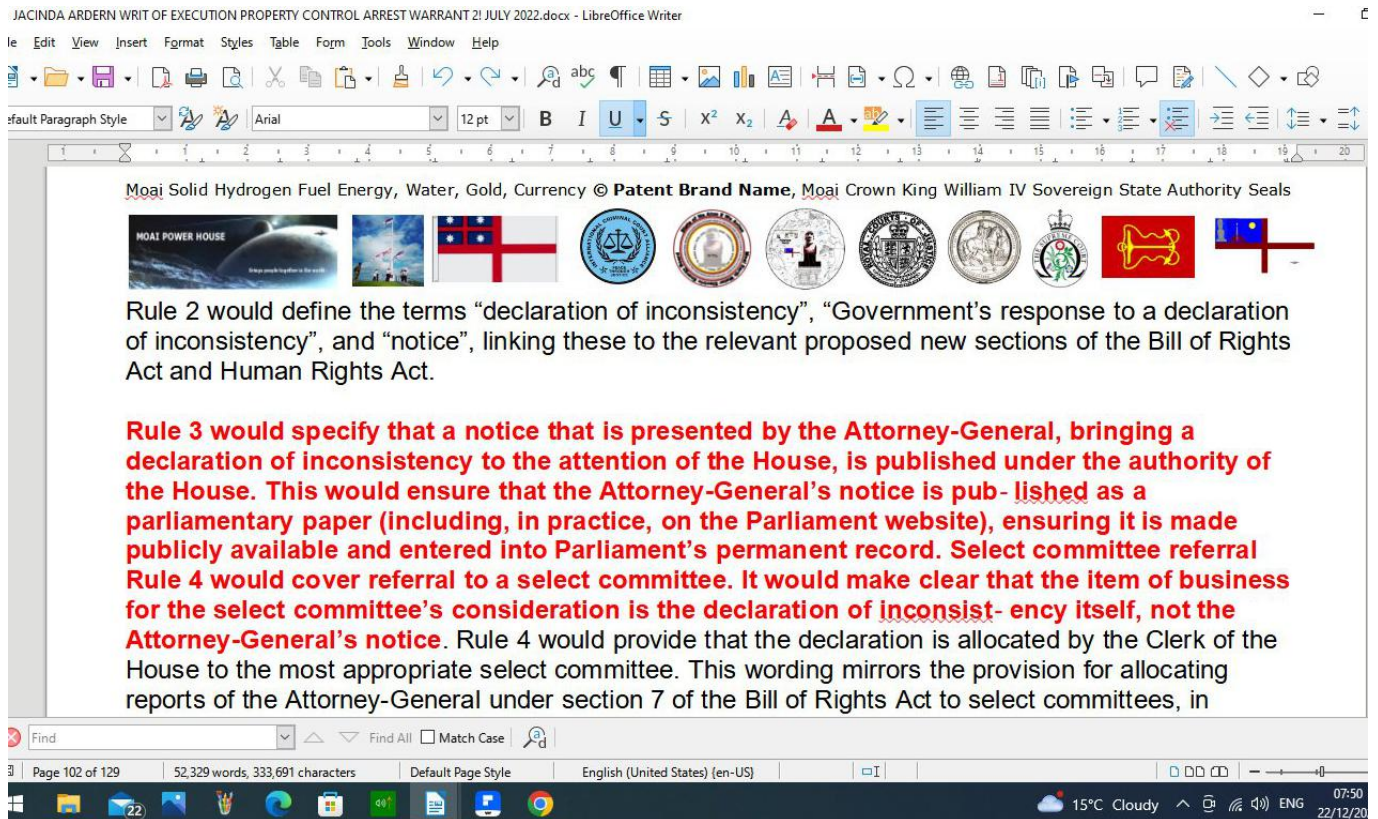 JACINDA ARDERN WRIT OF EXECUTION PROPERTY CONTROL ARREST WARRANT 2! JULY 2022.docx - LibreOffice Writer
Edit View Insert Format Styles Table Form Tools Window Help
Arial 12 pt
Moai Solid Hydrogen Fuel Energy, Water, Gold, Currency © Patent Brand Name, Moai Crown King William IV Sovereign State Authority Seals
MOAI POWER HOUSE
Rule 2 would define the terms “declaration of inconsistency”, “Government’s response to a declaration
of inconsistency”, and “notice”, linking these to the relevant proposed new sections of the Bill of Rights
Act and Human Rights Act.
Rule 3 would specify that a notice that is presented by the Attorney-General, bringing a
declaration of inconsistency to the attention of the House, is published under the authority of
the House. This would ensure that the Attorney-General’s notice is pub- lished as a
parliamentary paper (including, in practice, on the Parliament website), ensuring it is made
publicly available and entered into Parliament’s permanent record. Select committee referral
Rule 4 would cover referral to a select committee. It would make clear that the item of business
for the select committee’s consideration is the declaration of inconsist- ency itself, not the
Attorney-General’s notice. Rule 4 would provide that the declaration is allocated by the Clerk of the
House to the most appropriate select committee. This wording mirrors the provision for allocating
reports of the Attorney-General under section 7 of the Bill of Rights Act to select committees, in
Find Find All Match Case
Page 102 of 129 52,329 words, 333,691 characters Default Page Style English (United States) {en-US}
22 15°C Cloudy ENG 07:50
22/12/20